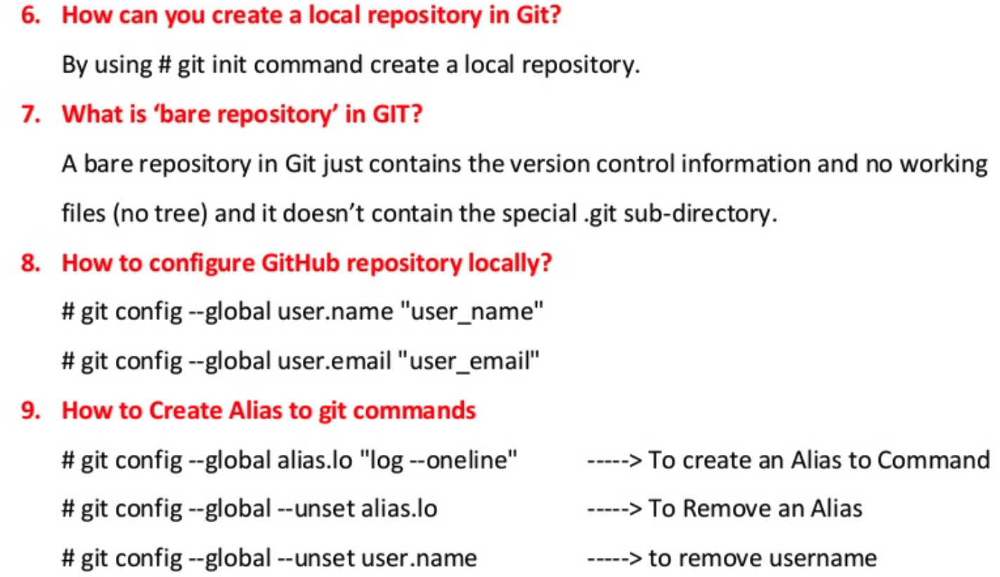 6. How can you create a local repository in Git?
By using # git init command create a local repository.
7. What is ‘bare repository’ in GIT?
A bare repository in Git just contains the version control information and no working
files (no tree) and it doesn’t contain the special .git sub-directory.
8. How to configure GitHub repository locally?
# git config --global user.name "user_name"
# git config --global user.email "user_email"
9. How to Create Alias to git commands
# git config --global alias.lo "log --oneline" -----> To create an Alias to Command
# git config --global --unset alias.lo -----> To Remove an Alias
# git config --global --unset user.name -----> to remove username